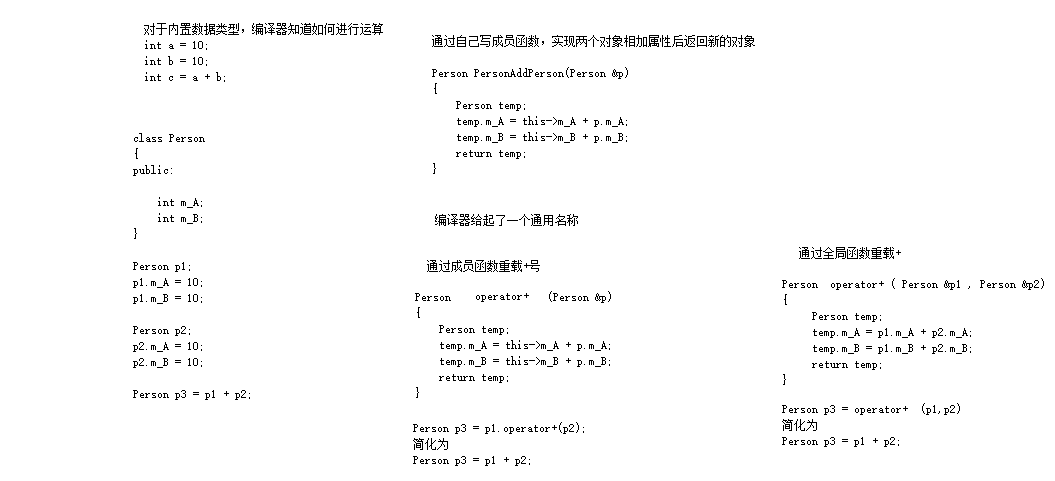 对于内置数据类型，编译器知道如何进行运算
int a = 10;
int b = 10;
int c = a + b;
class Person
{
public:
int m_A;
int m_B;
}
Person p1;
p1.m_A = 10;
p1.m_B = 10;
Person p2;
p2.m_A = 10;
p2.m_B = 10;
Person p3 = p1 + p2;
通过自己写成员函数，实现两个对象相加属性后返回新的对象
Person PersonAddPerson(Person &p)
{
Person temp;
temp.m_A = this->m_A + p.m_A;
temp.m_B = this->m_B + p.m_B;
return temp;
}
编译器给起了一个通用名称
通过成员函数重载+号
Person operator+ (Person &p)
{
Person temp;
temp.m_A = this->m_A + p.m_A;
temp.m_B = this->m_B + p.m_B;
return temp;
}
Person p3 = p1.operator+(p2);
简化为
Person p3 = p1 + p2;
通过全局函数重载+
Person operator+ ( Person &p1 , Person &p2)
{
Person temp;
temp.m_A = p1.m_A + p2.m_A;
temp.m_B = p1.m_B + p2.m_B;
return temp;
}
Person p3 = operator+ (p1,p2)
简化为
Person p3 = p1 + p2;